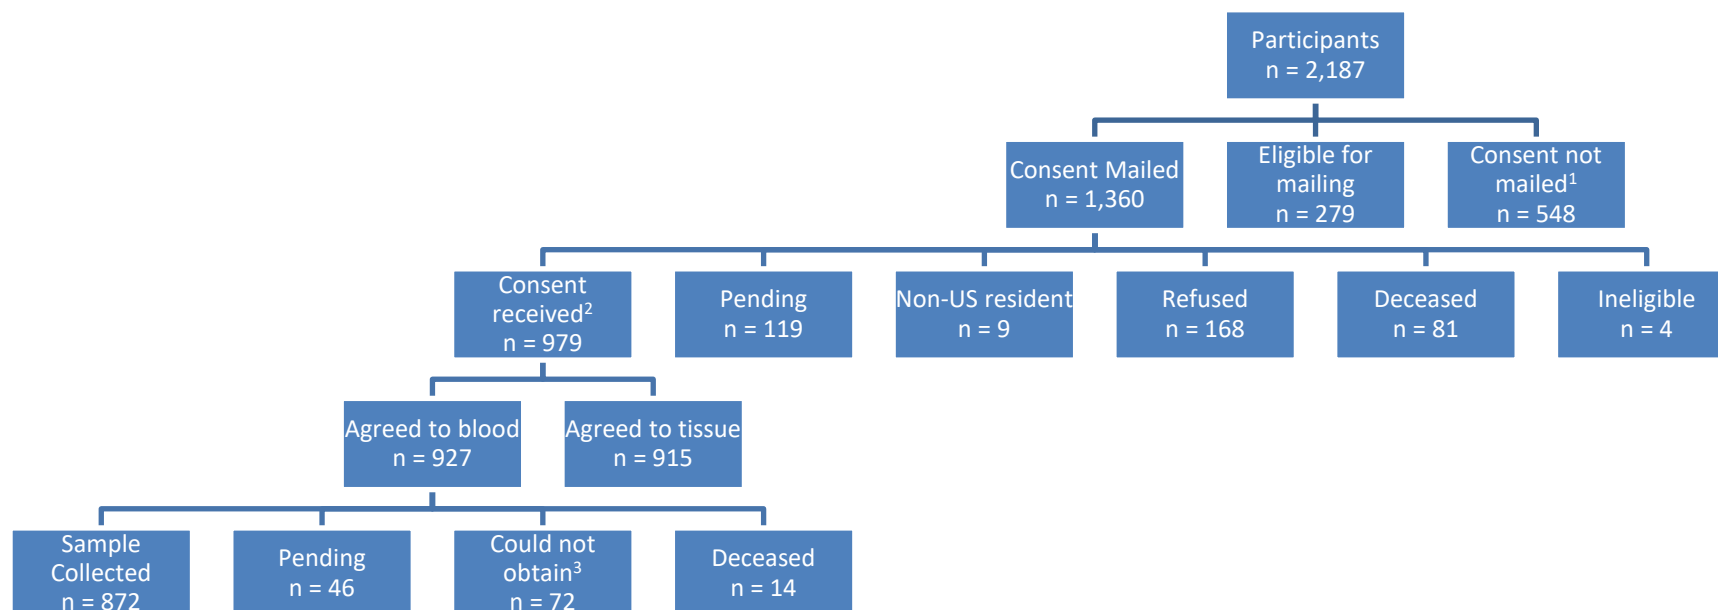 Participants
n = 2,187
Consent Mailed
n = 1,360
Eligible for
mailing
n = 279
Consent not
mailed¹
n = 548
Consent
received²
n = 979
Pending
n = 119
Non-US resident
n = 9
Refused
n = 168
Deceased
n = 81
Ineligible
n = 4
Agreed to blood
n = 927
Agreed to tissue
n = 915
Sample
Collected
n = 872
Pending
n = 46
Could not
obtain³
n = 72
Deceased
n = 14